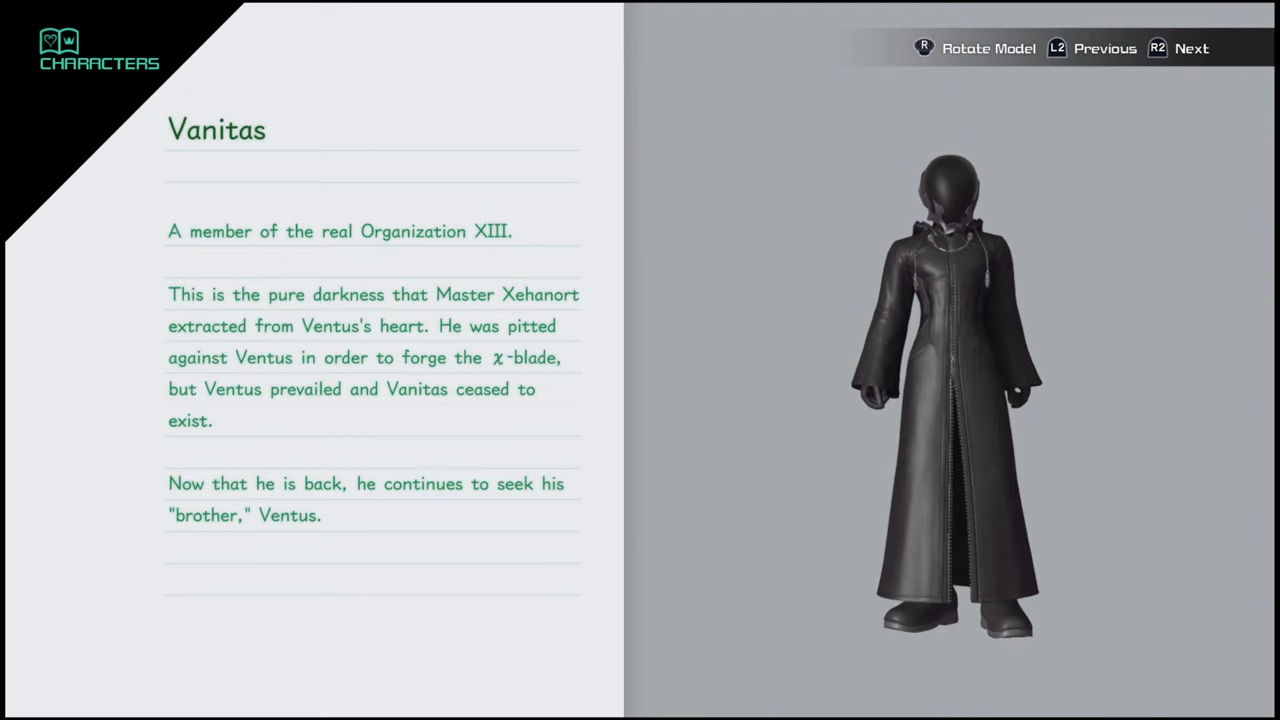 CHARACTERS
R Rotate Model L2 Previous R2 Next
Vanitas
A member of the real Organization XIII.
This is the pure darkness that Master Xehanort
extracted from Ventus's heart. He was pitted
against Ventus in order to forge the χ-blade,
but Ventus prevailed and Vanitas ceased to
exist.
Now that he is back, he continues to seek his
"brother," Ventus.